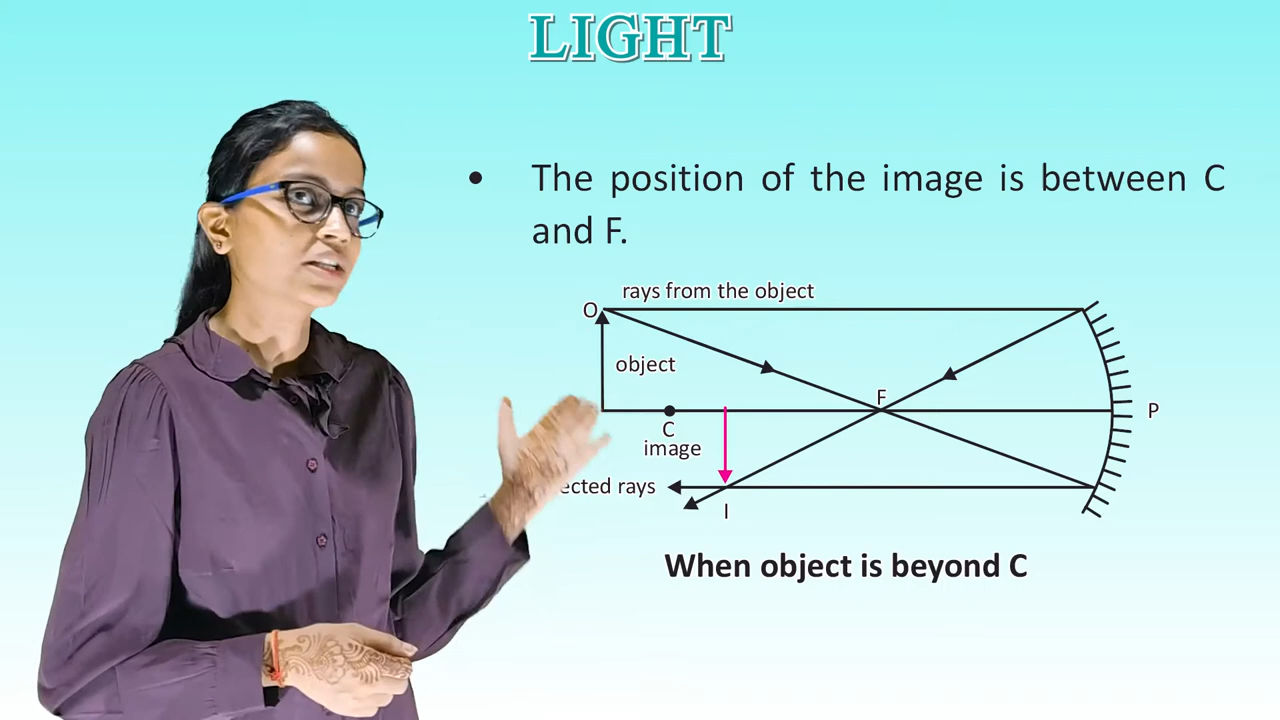 LIGHT
• The position of the image is between C
and F.
rays from the object
O
object
F
P
C
image
ected rays
I
When object is beyond C